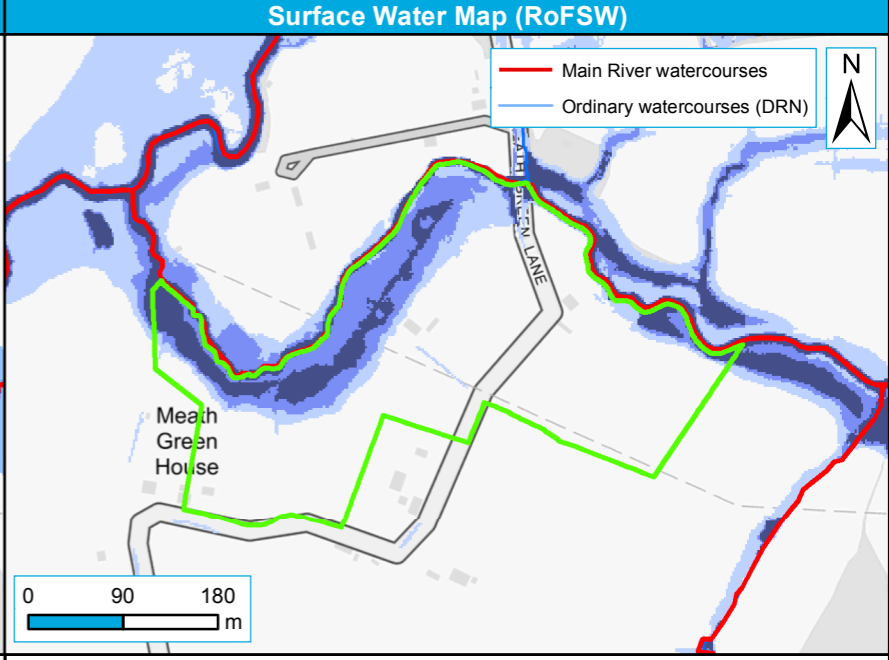 Surface Water Map (RoFSW)
Main River watercourses
Ordinary watercourses (DRN)
N
GREEN LANE
Meath
Green
House
0 90 180
m